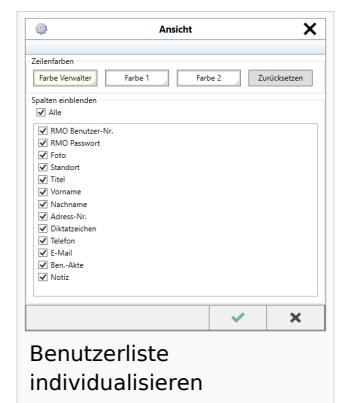 Ansicht
Zeilenfarben
Farbe Verwalter Farbe 1 Farbe 2 Zurücksetzen
Spalten einblenden
Alle
RMO Benutzer-Nr.
RMO Passwort
Foto
Standort
Titel
Vorname
Nachname
Adress-Nr.
Diktatzeichen
Telefon
E-Mail
Ben.-Akte
Notiz
Benutzerliste
individualisieren